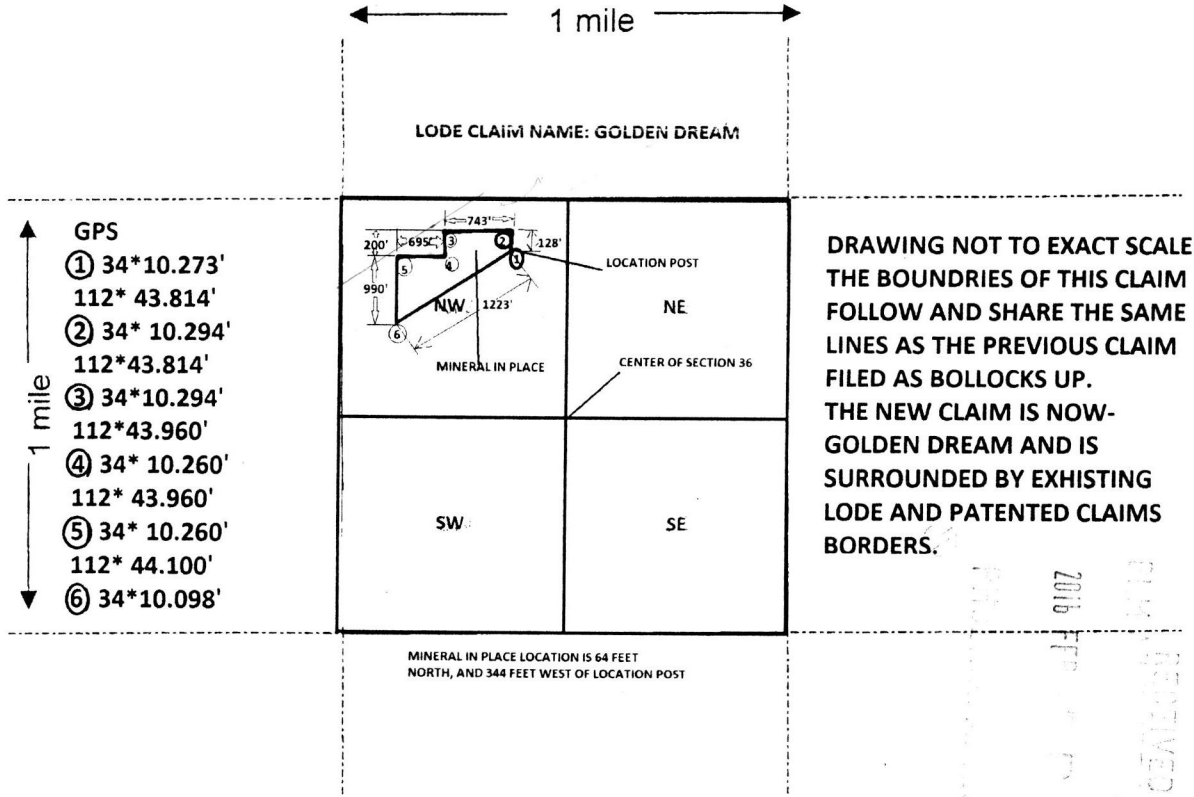 1 mile
LODE CLAIM NAME: GOLDEN DREAM
1 mile
GPS
① 34*10.273'
112* 43.814'
② 34* 10.294'
112*43.814'
③ 34*10.294'
112*43.960'
④ 34* 10.260'
112* 43.960'
⑤ 34* 10.260'
112* 44.100'
⑥ 34*10.098'
743'
200'
695'
③
②
128'
⑤
④
①
LOCATION POST
990'
NW
1223'
NE
⑥
MINERAL IN PLACE
CENTER OF SECTION 36
SW
SE
MINERAL IN PLACE LOCATION IS 64 FEET
NORTH, AND 344 FEET WEST OF LOCATION POST
DRAWING NOT TO EXACT SCALE
THE BOUNDRIES OF THIS CLAIM
FOLLOW AND SHARE THE SAME
LINES AS THE PREVIOUS CLAIM
FILED AS BOLLOCKS UP.
THE NEW CLAIM IS NOW-
GOLDEN DREAM AND IS
SURROUNDED BY EXHISTING
LODE AND PATENTED CLAIMS
BORDERS.
RECEIVED
2016